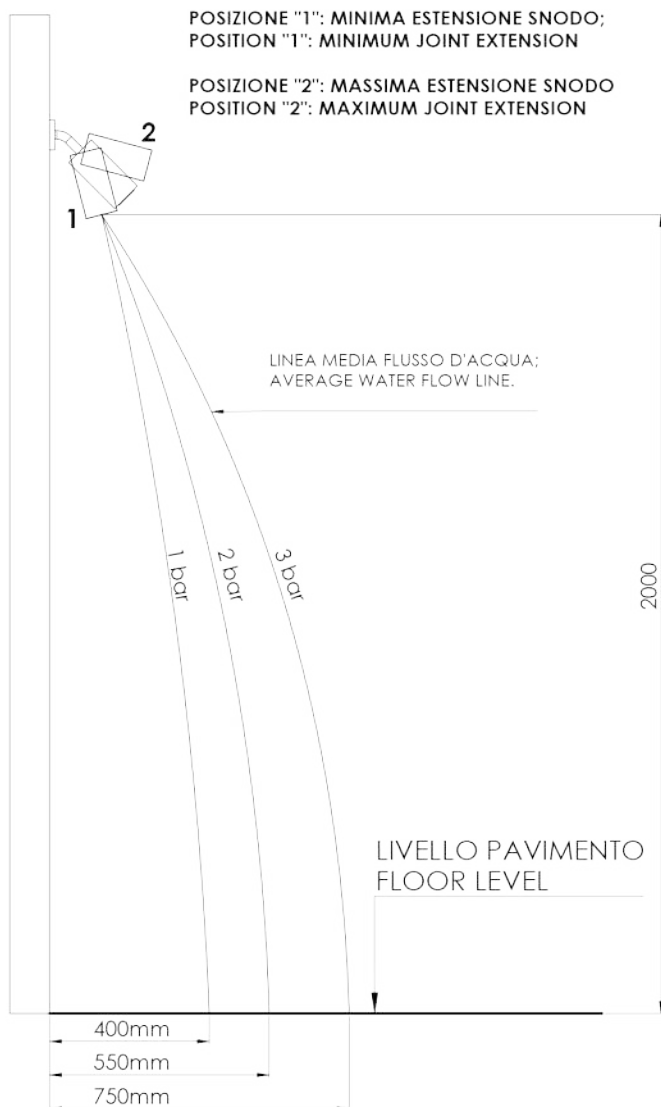 POSIZIONE "1": MINIMA ESTENSIONE SNODO;
POSITION "1": MINIMUM JOINT EXTENSION
POSIZIONE "2": MASSIMA ESTENSIONE SNODO
POSITION "2": MAXIMUM JOINT EXTENSION
2
1
LINEA MEDIA FLUSSO D'ACQUA;
AVERAGE WATER FLOW LINE.
1 bar
2 bar
3 bar
2000
LIVELLO PAVIMENTO
FLOOR LEVEL
400mm
550mm
750mm